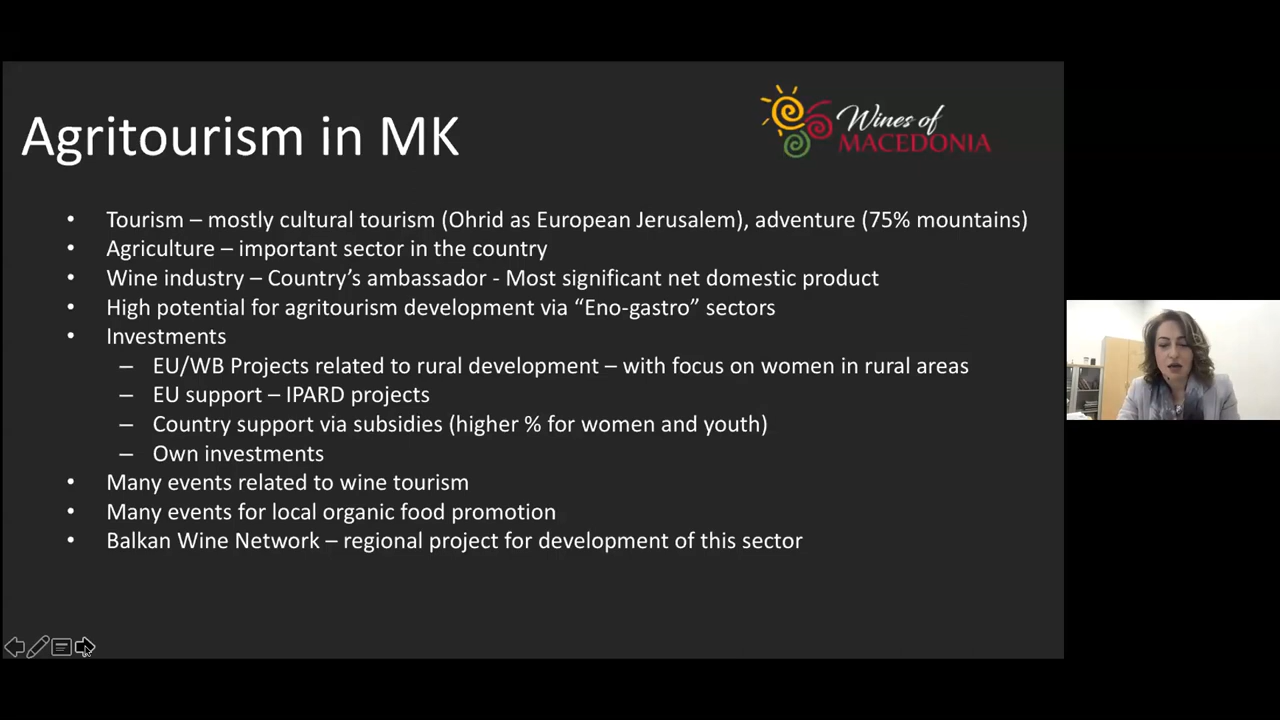 Agritourism in MK
Wines of
MACEDONIA
• Tourism – mostly cultural tourism (Ohrid as European Jerusalem), adventure (75% mountains)
• Agriculture – important sector in the country
• Wine industry – Country’s ambassador - Most significant net domestic product
• High potential for agritourism development via “Eno-gastro” sectors
• Investments
– EU/WB Projects related to rural development – with focus on women in rural areas
– EU support – IPARD projects
– Country support via subsidies (higher % for women and youth)
– Own investments
• Many events related to wine tourism
• Many events for local organic food promotion
• Balkan Wine Network – regional project for development of this sector